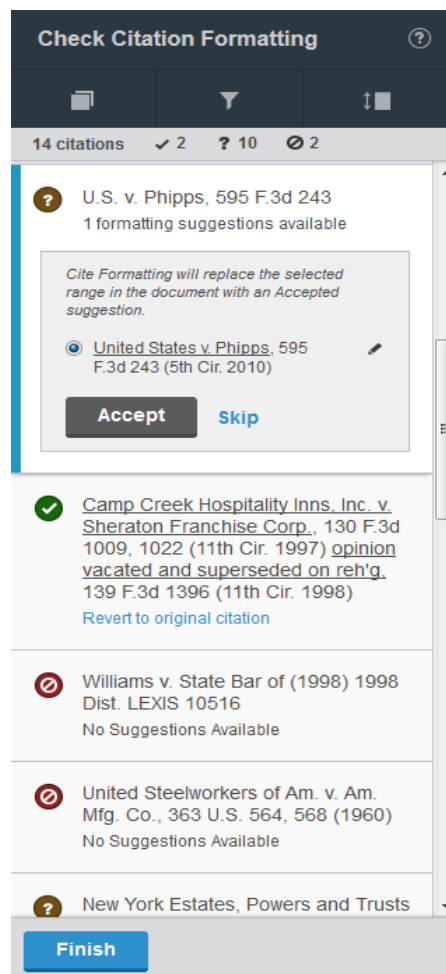 Check Citation Formatting ?
14 citations ✓ 2 ? 10 ⊘ 2
? U.S. v. Phipps, 595 F.3d 243
1 formatting suggestions available
Cite Formatting will replace the selected
range in the document with an Accepted
suggestion.
United States v. Phipps, 595
F.3d 243 (5th Cir. 2010)
Accept Skip
Camp Creek Hospitality Inns, Inc. v.
Sheraton Franchise Corp., 130 F.3d
1009, 1022 (11th Cir. 1997) opinion
vacated and superseded on reh'g,
139 F.3d 1396 (11th Cir. 1998)
Revert to original citation
Williams v. State Bar of (1998) 1998
Dist. LEXIS 10516
No Suggestions Available
United Steelworkers of Am. v. Am.
Mfg. Co., 363 U.S. 564, 568 (1960)
No Suggestions Available
? New York Estates, Powers and Trusts
Finish